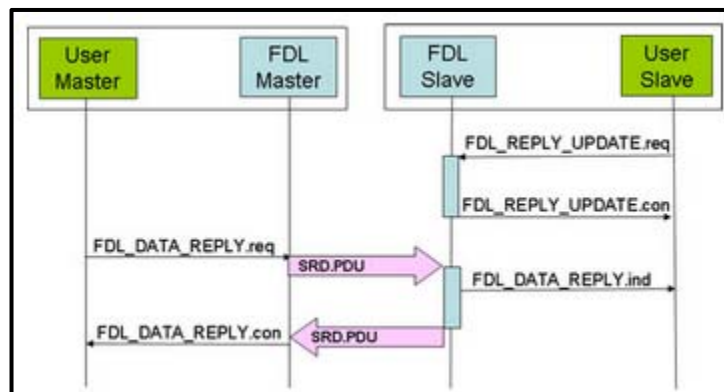 User
Master
FDL
Master
FDL
Slave
User
Slave
FDL_REPLY_UPDATE.req
FDL_REPLY_UPDATE.con
FDL_DATA_REPLY.req
SRD.PDU
FDL_DATA_REPLY.ind
FDL_DATA_REPLY.con
SRD.PDU